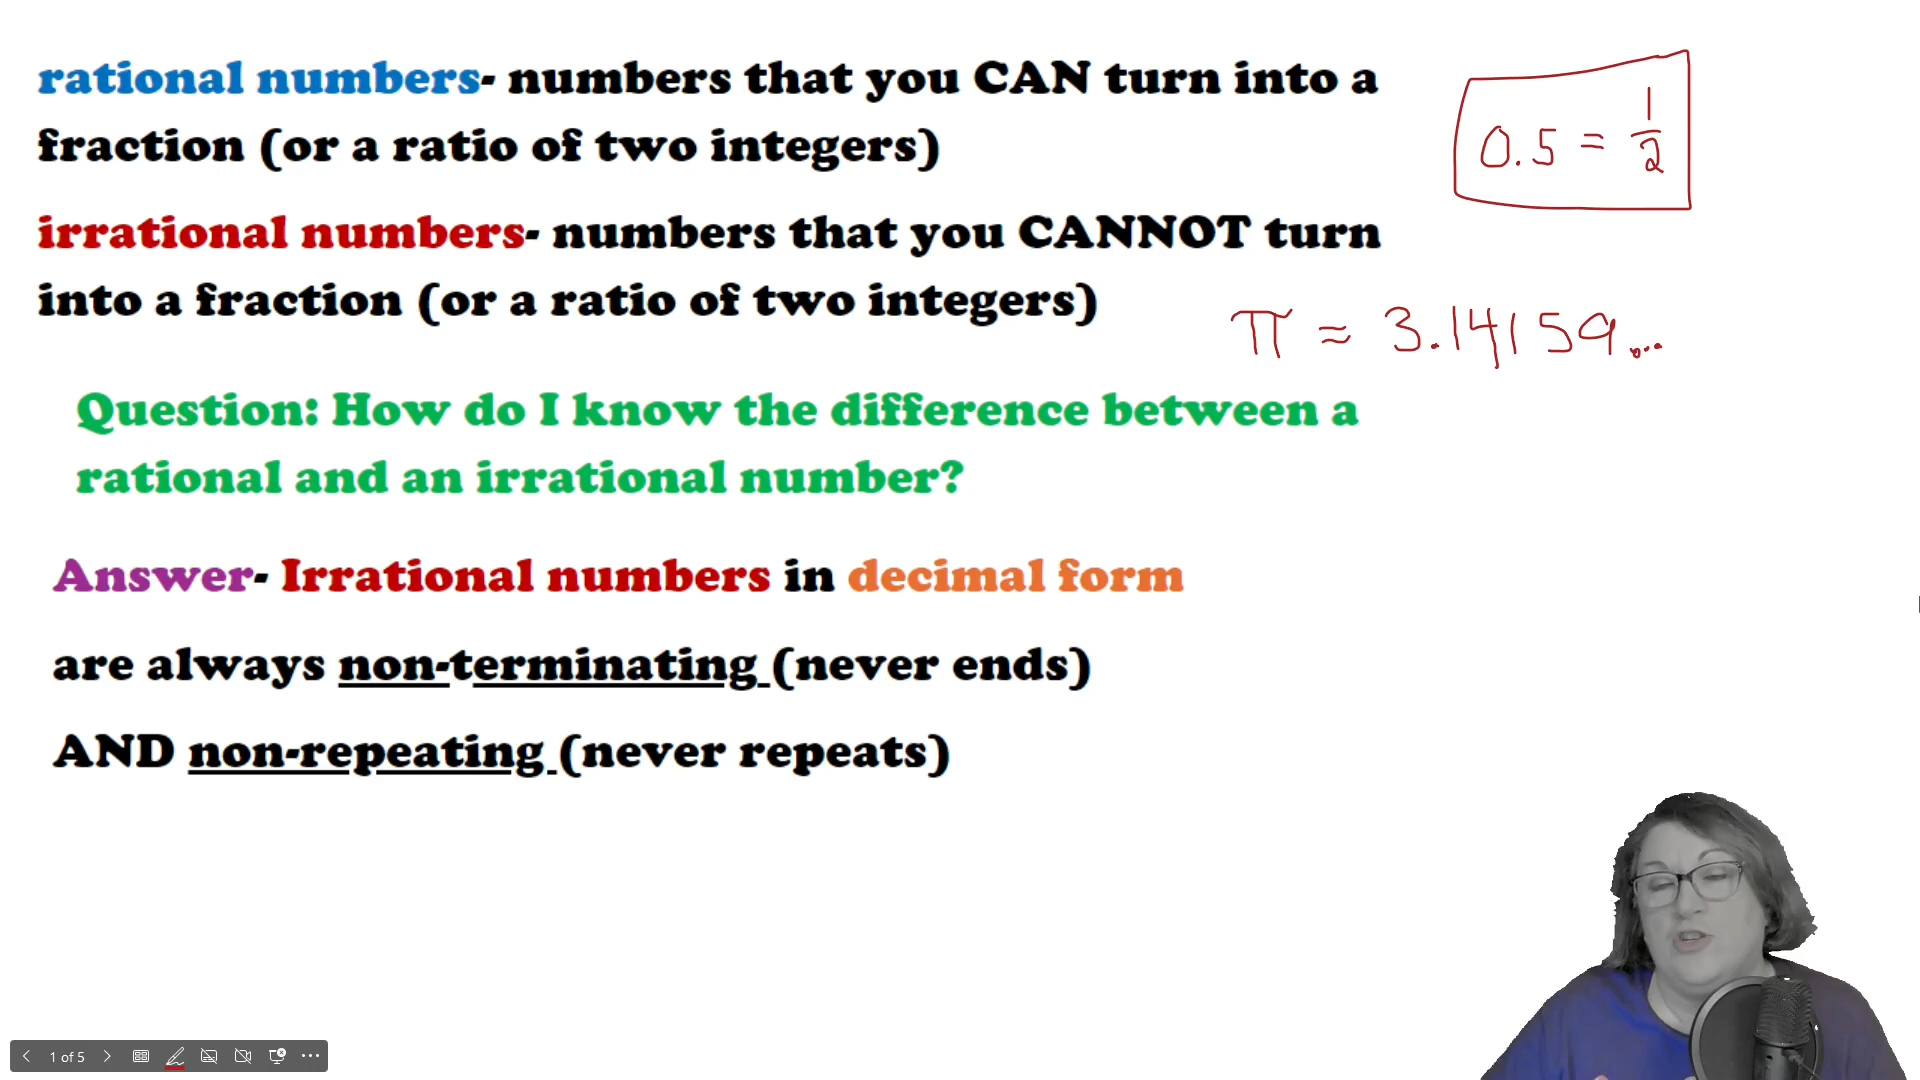 rational numbers- numbers that you CAN turn into a
fraction (or a ratio of two integers)
0.5 = 1/2
irrational numbers- numbers that you CANNOT turn
into a fraction (or a ratio of two integers)
π ≈ 3.14159...
Question: How do I know the difference between a
rational and an irrational number?
Answer- Irrational numbers in decimal form
are always non-terminating (never ends)
AND non-repeating (never repeats)
1 of 5